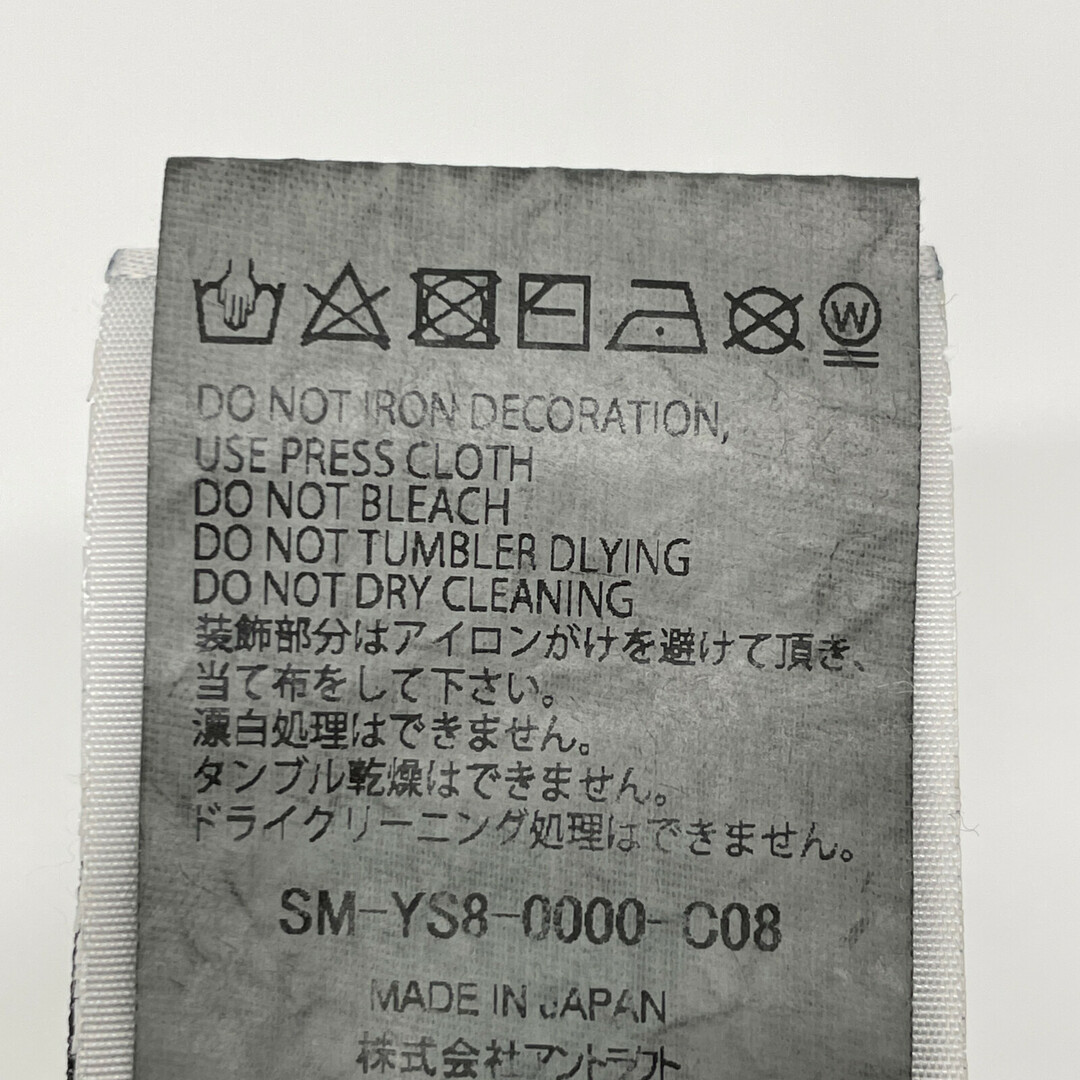 W
DO NOT IRON DECORATION,
USE PRESS CLOTH
DO NOT BLEACH
DO NOT TUMBLER DLYING
DO NOT DRY CLEANING
装飾部分はアイロンがけを避けて頂き、
当て布をして下さい。
漂白処理はできません。
タンブル乾燥はできません。
ドライクリーニング処理はできません。
SM-YS8-0000-C08
MADE IN JAPAN
株式会社アントラフト